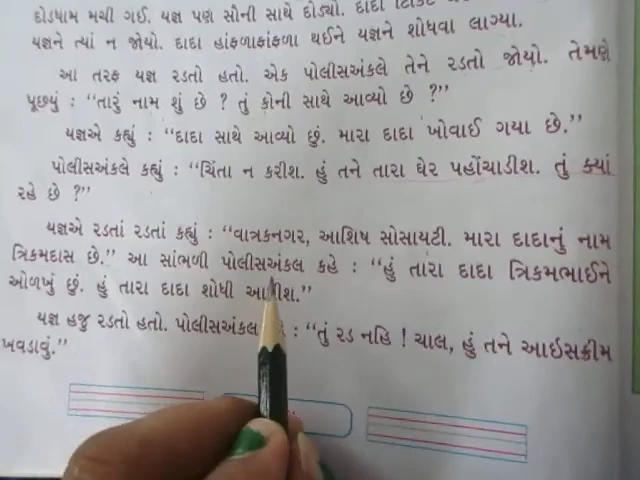 દોડધામ મચી ગઈ. યજ્ઞ પણ સૌની સાથે દોડ્યો. દાદા ટિકિટ
યજ્ઞને ત્યાં ન જોયો. દાદા હાંફળાફાંફળા થઈને યજ્ઞને શોધવા લાગ્યા.
આ તરફ યજ્ઞ રડતો હતો. એક પોલીસઅંકલે તેને રડતો જોયો. તેમણે
પૂછયું : “તારું નામ શું છે ? તું કોની સાથે આવ્યો છે ?”
યજ્ઞએ કહ્યું : “દાદા સાથે આવ્યો છું. મારા દાદા ખોવાઈ ગયા છે.”
પોલીસઅંકલે કહ્યું : “ચિંતા ન કરીશ. હું તને તારા ઘેર પહોંચાડીશ. તું ક્યાં
રહે છે ?”
યજ્ઞએ રડતાં રડતાં કહ્યું : “વાત્રકનગર, આશિષ સોસાયટી. મારા દાદાનું નામ
ત્રિકમદાસ છે.” આ સાંભળી પોલીસઅંકલ કહે : “હું તારા દાદા ત્રિકમભાઈને
ઓળખું છું. હું તારા દાદા શોધી આપીશ.”
યજ્ઞ હજુ રડતો હતો. પોલીસઅંકલ : “તું રડ નહિ ! ચાલ, હું તને આઇસક્રીમ
ખવડાવું.”